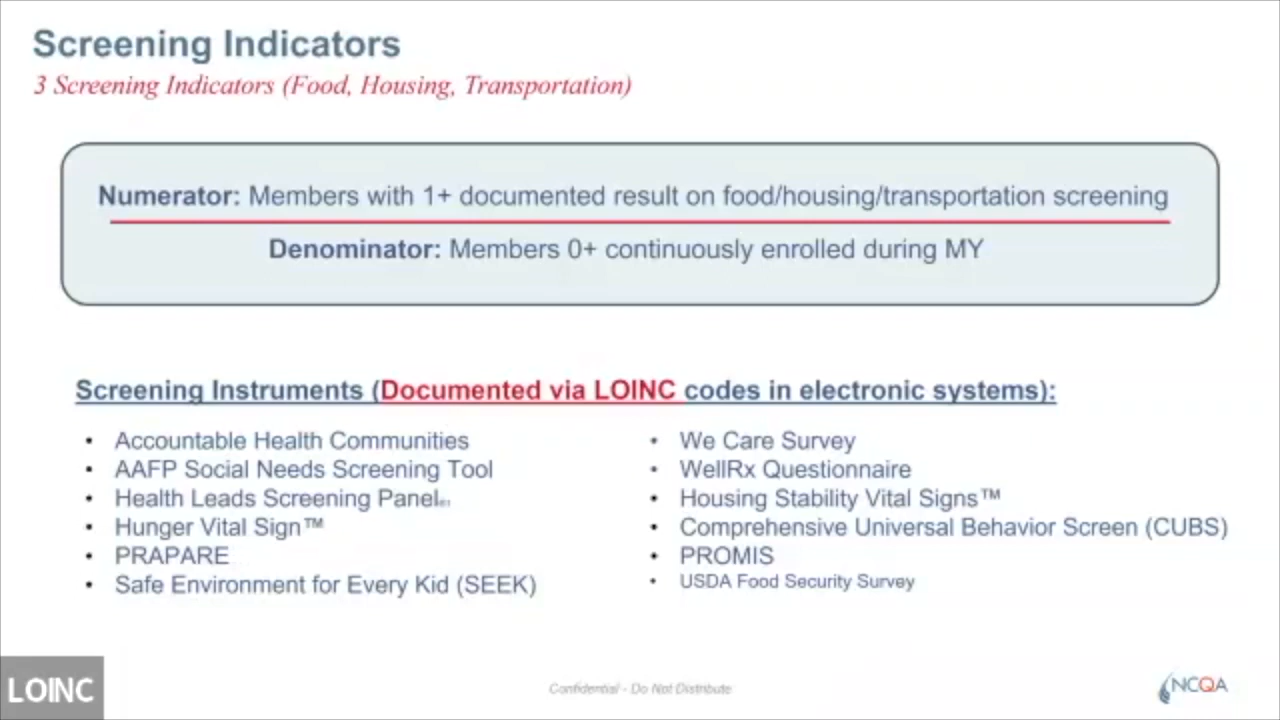 Screening Indicators
3 Screening Indicators (Food, Housing, Transportation)
Numerator: Members with 1+ documented result on food/housing/transportation screening
Denominator: Members 0+ continuously enrolled during MY
Screening Instruments (Documented via LOINC codes in electronic systems):
• Accountable Health Communities
• AAFP Social Needs Screening Tool
• Health Leads Screening Panel
• Hunger Vital Sign™
• PRAPARE
• Safe Environment for Every Kid (SEEK)
• We Care Survey
• WellRx Questionnaire
• Housing Stability Vital Signs™
• Comprehensive Universal Behavior Screen (CUBS)
• PROMIS
• USDA Food Security Survey
LOINC
Confidential - Do Not Distribute
NCQA